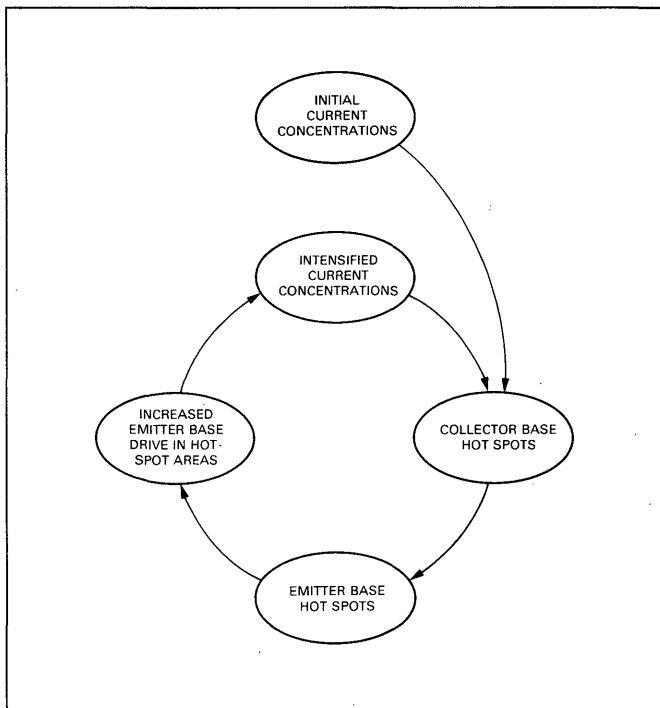 INITIAL
CURRENT
CONCENTRATIONS
INTENSIFIED
CURRENT
CONCENTRATIONS
INCREASED
EMITTER BASE
DRIVE IN HOT-
SPOT AREAS
COLLECTOR BASE
HOT SPOTS
EMITTER BASE
HOT SPOTS